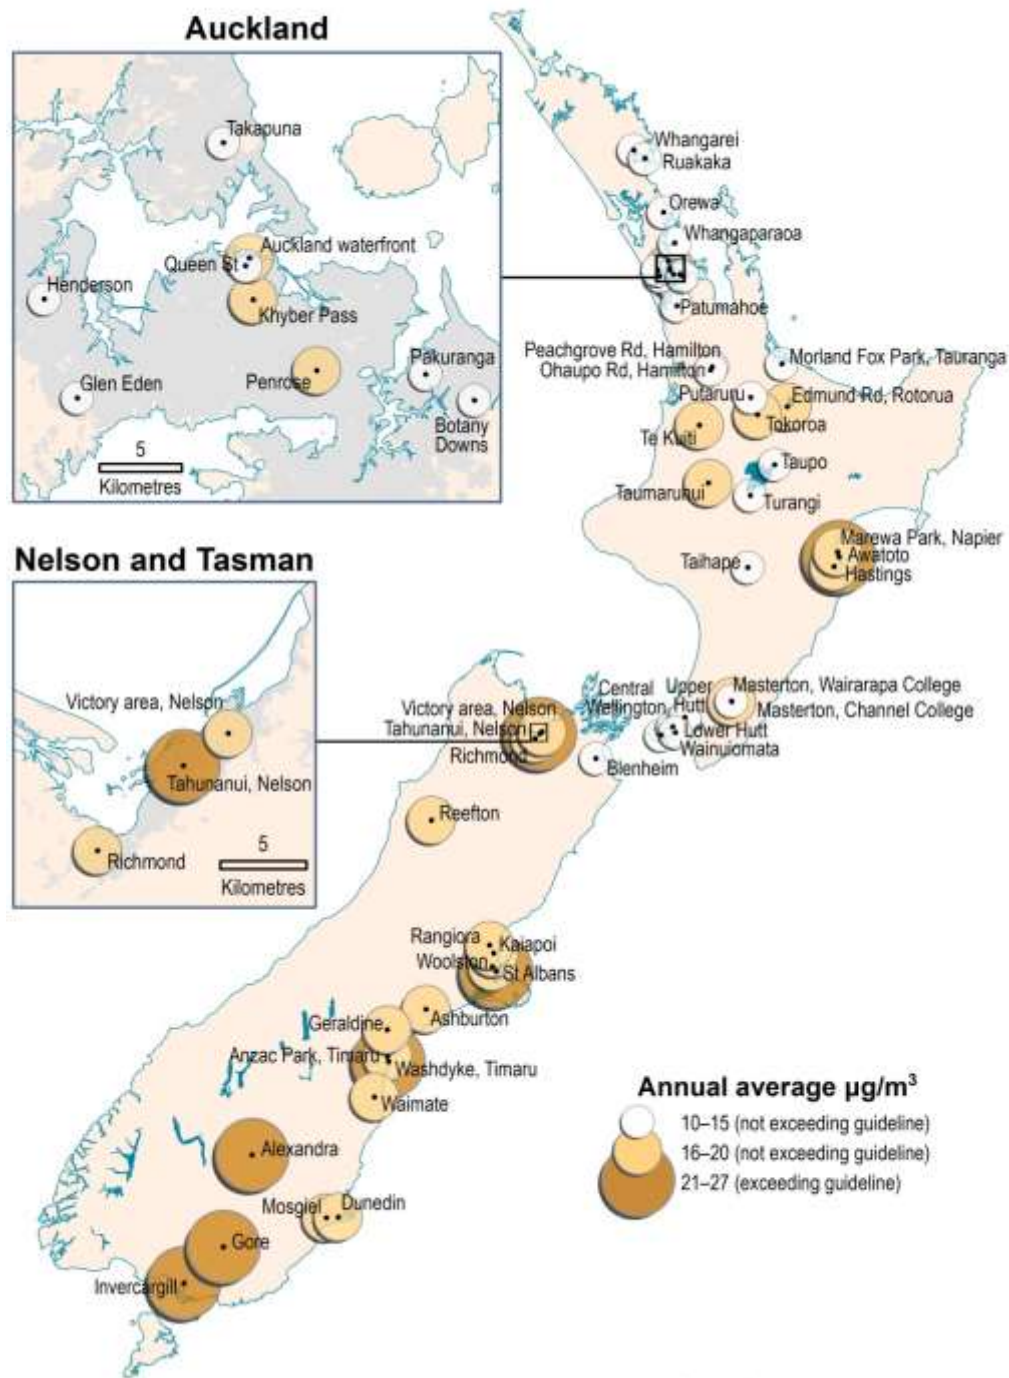 Auckland
Takapuna
Auckland waterfront
Queen St
Henderson
Khyber Pass
Pakuranga
Penrose
Glen Eden
Botany
Downs
5
Kilometres
Whangarei
Ruakaka
Orewa
Whangaparaoa
Patumahoe
Peachgrove Rd, Hamilton
Ohaupo Rd, Hamilton
Morland Fox Park, Tauranga
Putaruru
Edmund Rd, Rotorua
Tokoroa
Te Kuiti
Taupo
Taumaruhui
Turangi
Marewa Park, Napier
Awatoto
Hastings
Taihape
Nelson and Tasman
Victory area, Nelson
Tahunanui, Nelson
Richmond
5
Kilometres
Central
Wellington
Upper
Hutt
Masterton, Wairarapa College
Masterton, Channel College
Lower Hutt
Wainuiomata
Victory area, Nelson
Tahunanui, Nelson
Richmond
Blenheim
Reefton
Rangiora
Kaiapoi
Woolston
St Albans
Ashburton
Geraldine
Anzac Park, Timaru
Washdyke, Timaru
Waimate
Alexandra
Mosgiel
Dunedin
Gore
Invercargill
Annual average µg/m³
10–15 (not exceeding guideline)
16–20 (not exceeding guideline)
21–27 (exceeding guideline)